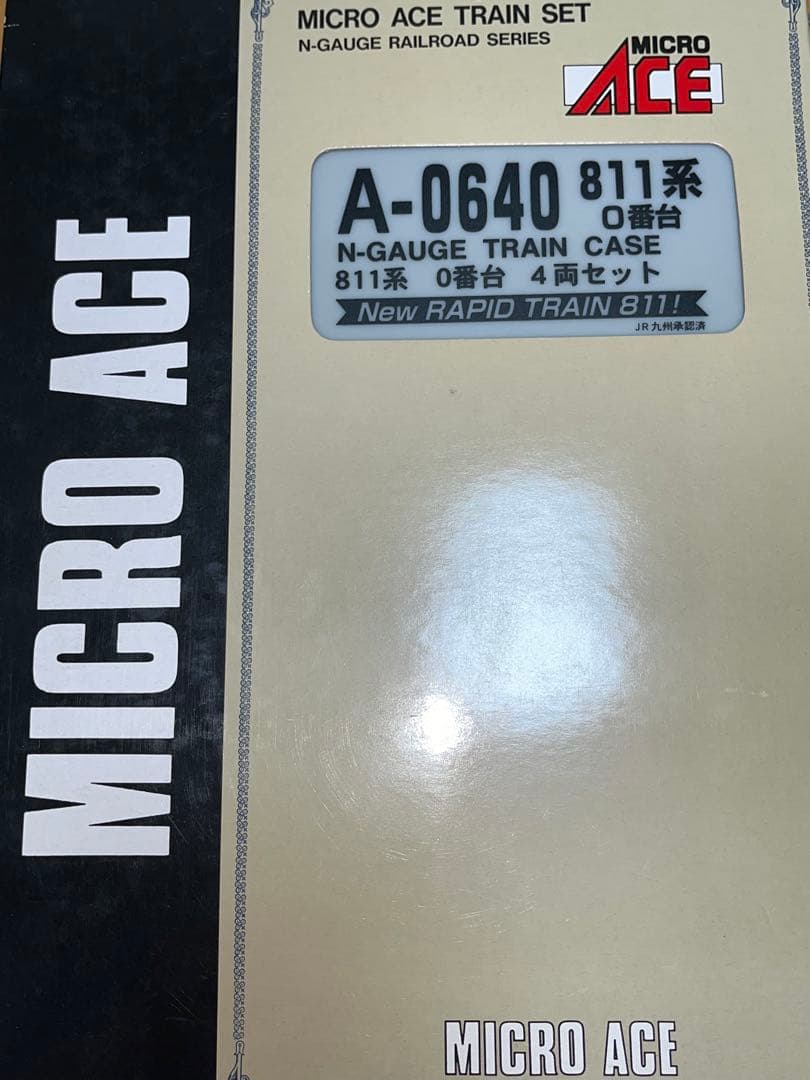 MICRO ACE TRAIN SET
N-GAUGE RAILROAD SERIES
MICRO
ACE
A-0640 811系
0番台
N-GAUGE TRAIN CASE
811系 0番台 4両セット
New RAPID TRAIN 811!
JR九州承認済
MICRO ACE
MICRO ACE